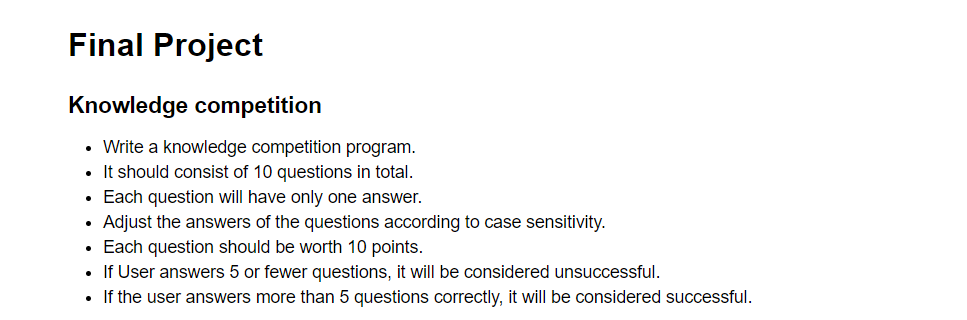 Final Project
Knowledge competition
• Write a knowledge competition program.
• It should consist of 10 questions in total.
• Each question will have only one answer.
• Adjust the answers of the questions according to case sensitivity.
• Each question should be worth 10 points.
• If User answers 5 or fewer questions, it will be considered unsuccessful.
• If the user answers more than 5 questions correctly, it will be considered successful.